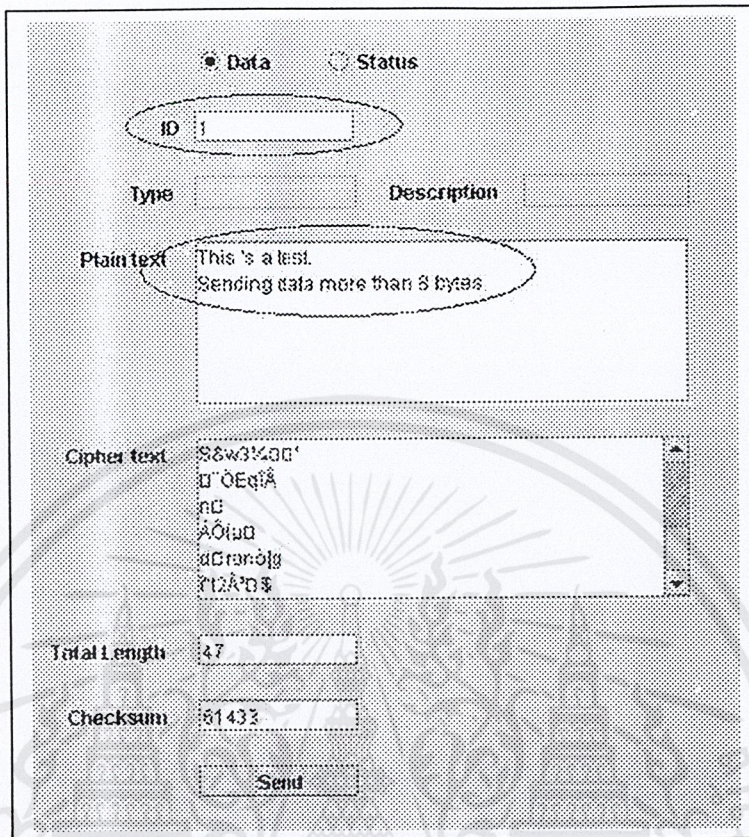 Data Status
ID 1
Type Description
Plain text This 's a test.
Sending data more than 8 bytes
Cipher text
Total Length 47
Checksum 61433
Send